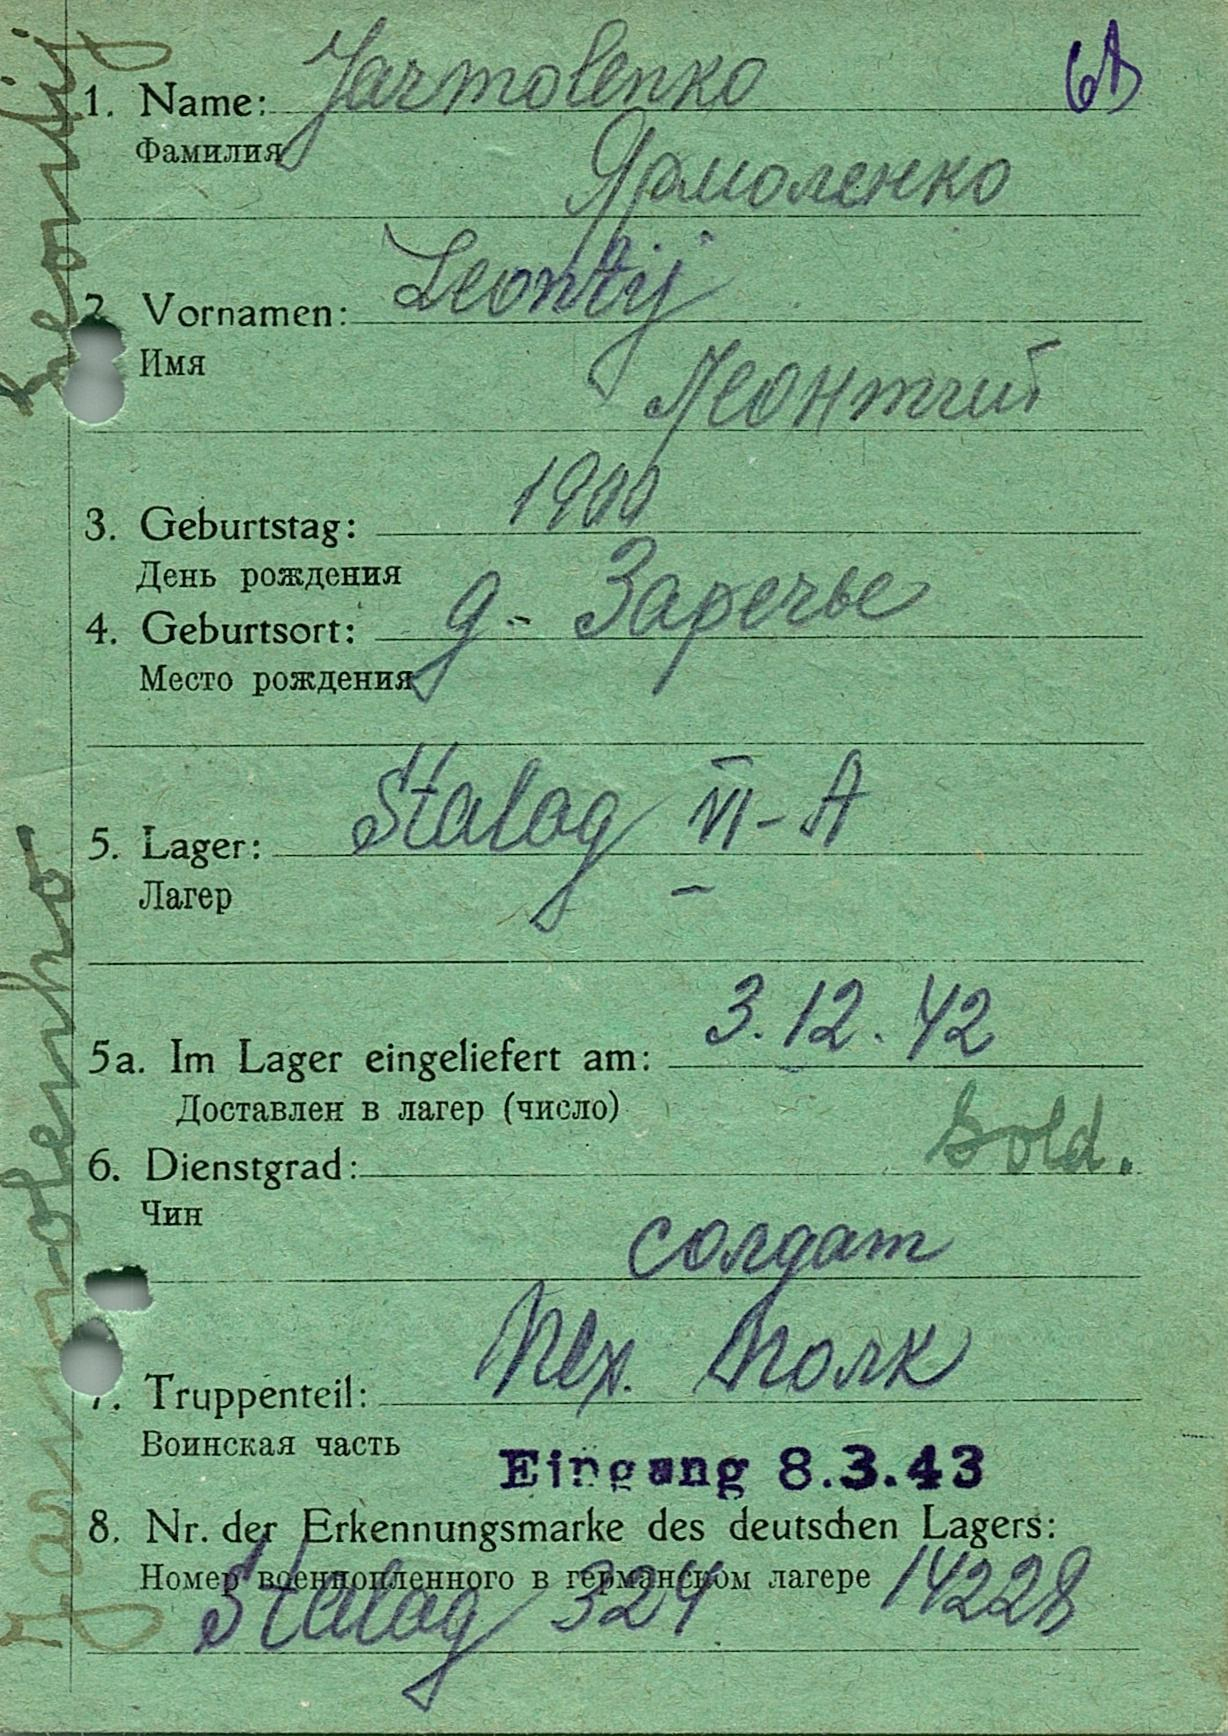 Jarmolenko Leontij
1. Name: Jarmolenko
Фамилия
Ярмоленко
2. Vornamen: Leontij
Имя
Леонтий
3. Geburtstag: 1900
День рождения
4. Geburtsort: д. Заречье
Место рождения
5. Lager: Stalag VI-A
Лагер
5a. Im Lager eingeliefert am: 3.12.42
Доставлен в лагер (число)
6. Dienstgrad: Sold.
Чин
солдат
7. Truppenteil: Пех. полк
Воинская часть
Eingang 8.3.43
8. Nr. der Erkennungsmarke des deutschen Lagers:
Номер военнопленного в германском лагере
Stalag 324 14228